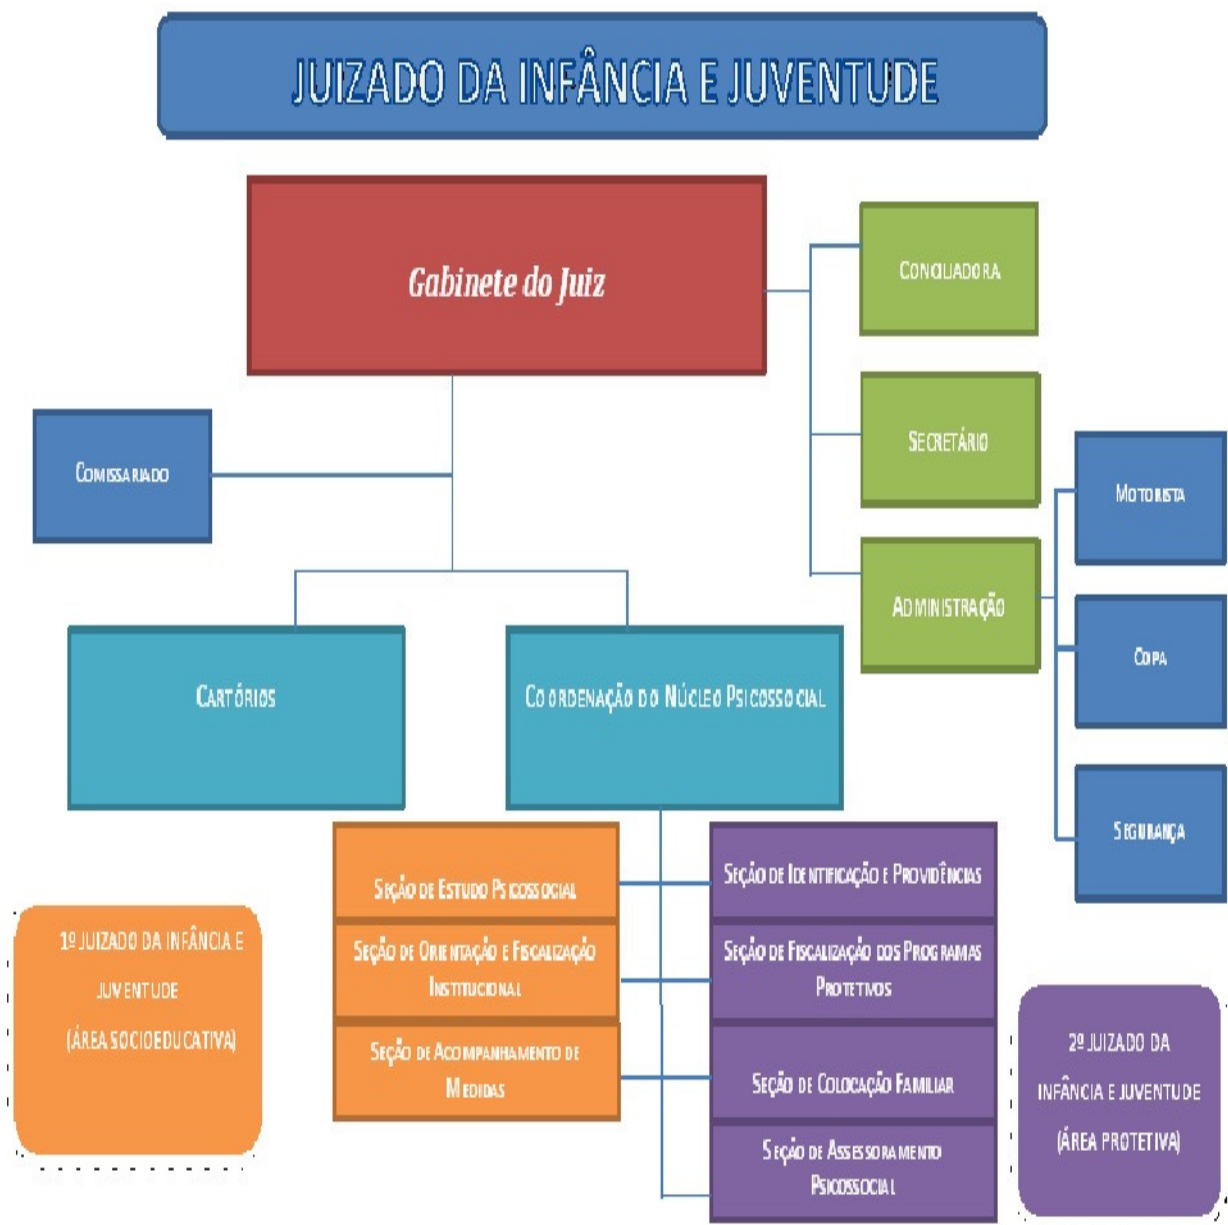 JUIZADO DA INFÂNCIA E JUVENTUDE
Gabinete do Juiz
CONCILIADORA
SECRETÁRIO
ADMINISTRAÇÃO
MOTORISTA
COPA
SEGURANÇA
COMISSARIADO
CARTÓRIOS
COORDENAÇÃO DO NÚCLEO PSICOSSOCIAL
SEÇÃO DE ESTUDO PSICOSSOCIAL
SEÇÃO DE ORIENTAÇÃO E FISCALIZAÇÃO
INSTITUCIONAL
SEÇÃO DE ACOMPANHAMENTO DE
MEDIDAS
SEÇÃO DE IDENTIFICAÇÃO E PROVIDÊNCIAS
SEÇÃO DE FISCALIZAÇÃO DOS PROGRAMAS
PROTETIVOS
SEÇÃO DE COLOCAÇÃO FAMILIAR
SEÇÃO DE ASSESSORAMENTO
PSICOSSOCIAL
1º JUIZADO DA INFÂNCIA E
JUVENTUDE
(ÁREA SOCIOEDUCATIVA)
2º JUIZADO DA
INFÂNCIA E JUVENTUDE
(ÁREA PROTETIVA)